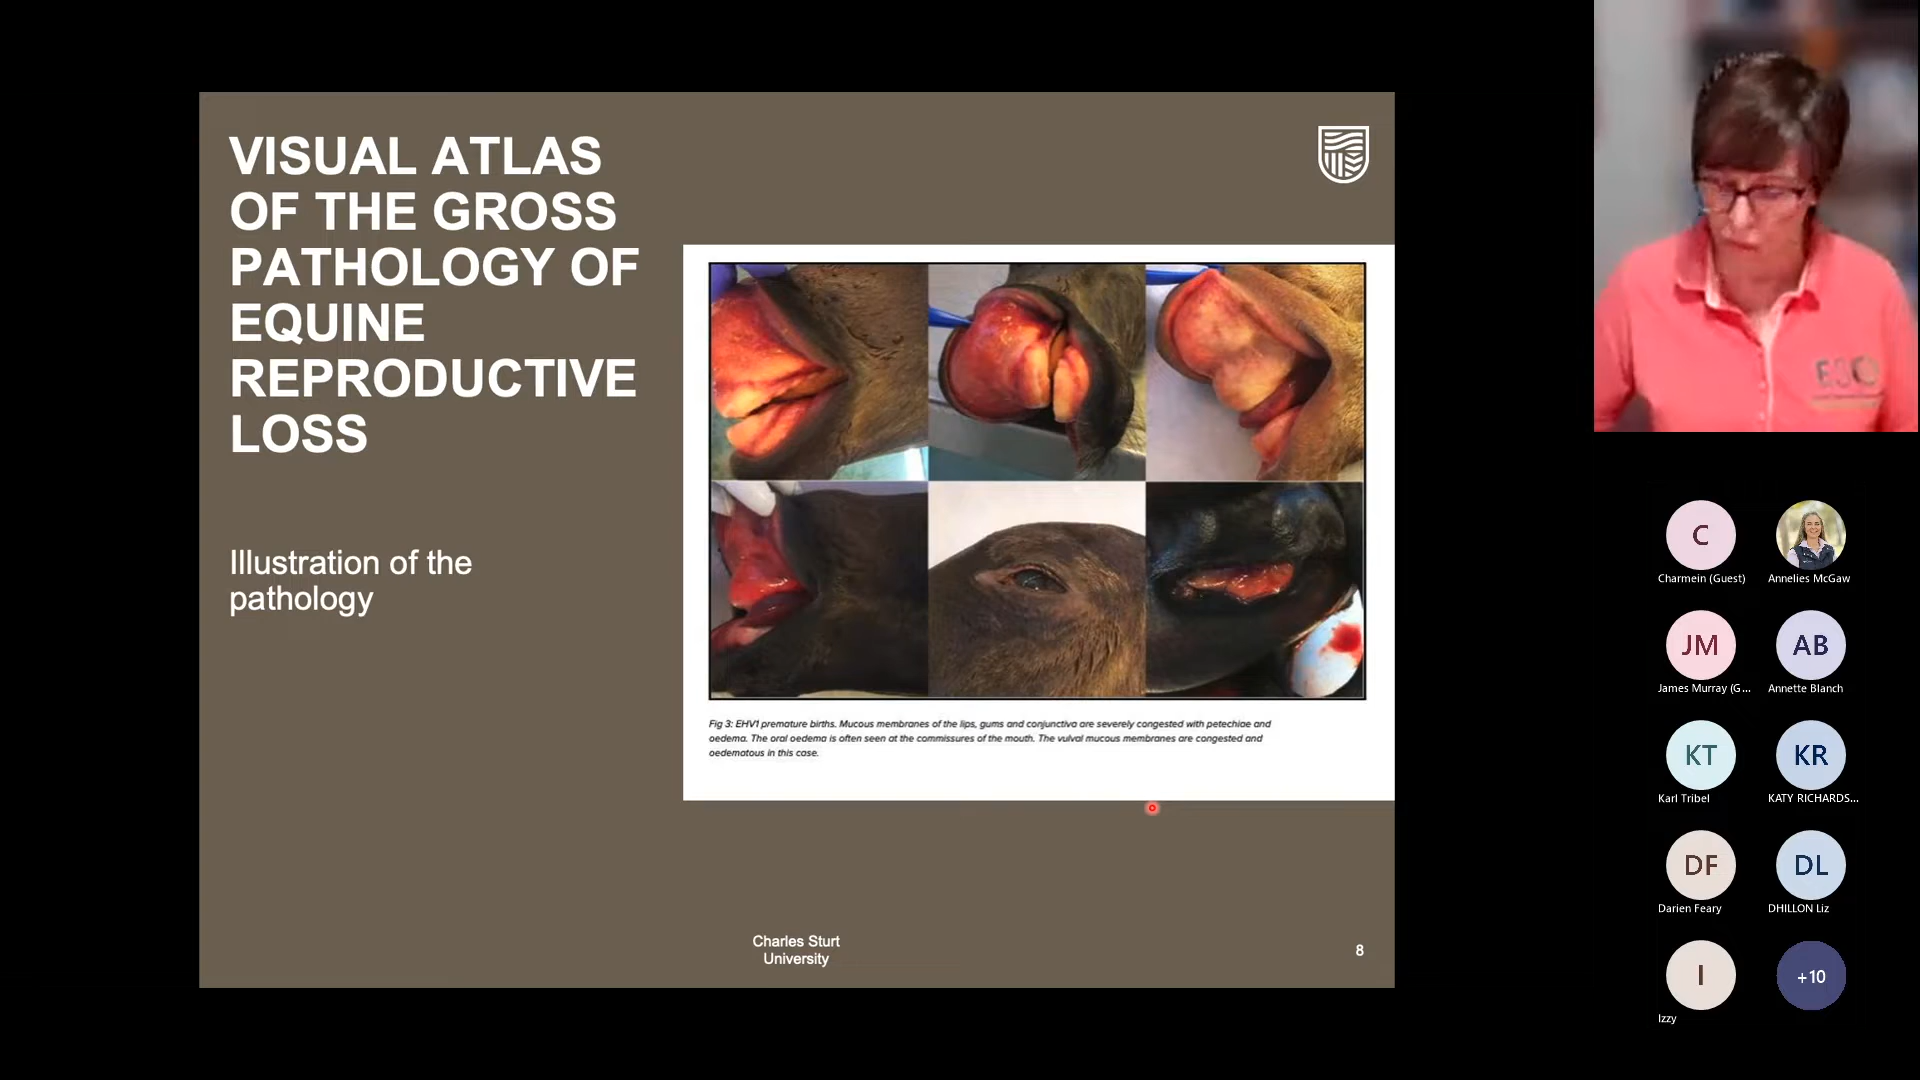 VISUAL ATLAS
OF THE GROSS
PATHOLOGY OF
EQUINE
REPRODUCTIVE
LOSS
Illustration of the
pathology
Fig 3: EHV1 premature births. Mucous membranes of the lips, gums and conjunctiva are severely congested with petechiae and
oedema. The oral oedema is often seen at the commissures of the mouth. The vulval mucous membranes are congested and
oedematous in this case.
Charles Sturt
University
8
C
Charmein (Guest)
Annelies McGaw
JM
James Murray (G...
AB
Annette Blanch
KT
Karl Tribel
KR
KATY RICHARDS...
DF
Darien Feary
DL
DHILLON Liz
I
Izzy
+10